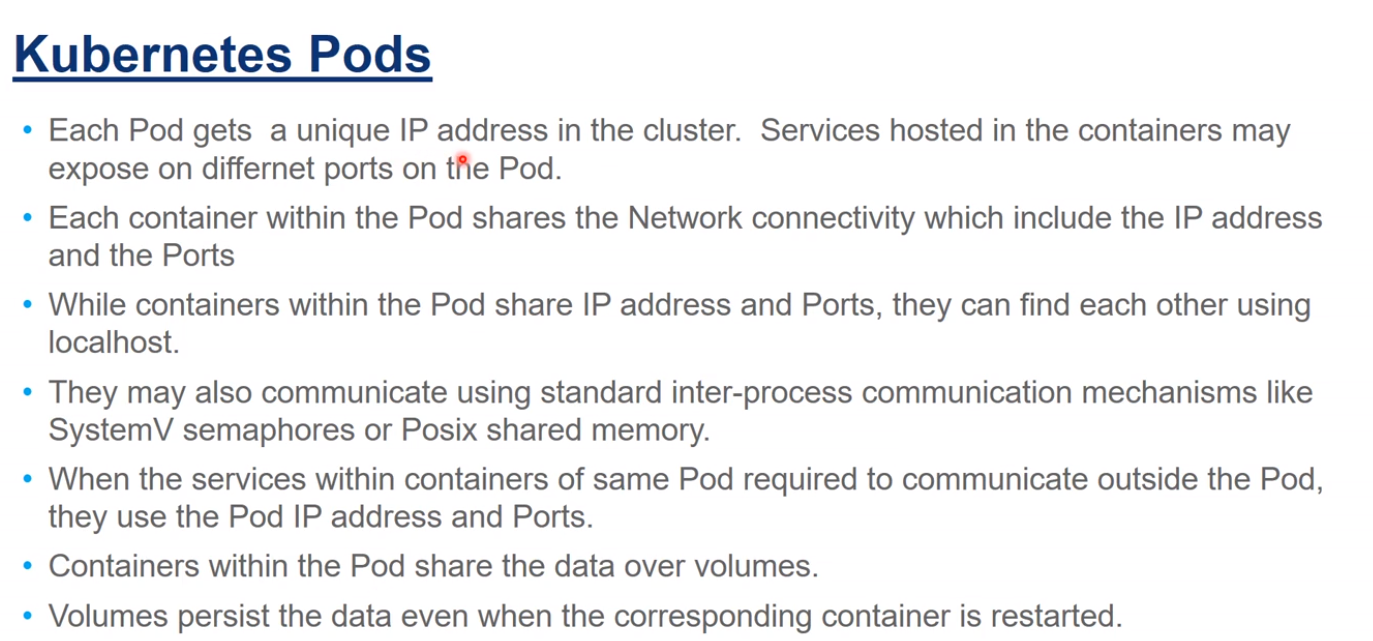 Kubernetes Pods
• Each Pod gets  a unique IP address in the cluster.  Services hosted in the containers may
expose on differnet ports on the Pod.
• Each container within the Pod shares the Network connectivity which include the IP address
and the Ports
• While containers within the Pod share IP address and Ports, they can find each other using
localhost.
• They may also communicate using standard inter-process communication mechanisms like
SystemV semaphores or Posix shared memory.
• When the services within containers of same Pod required to communicate outside the Pod,
they use the Pod IP address and Ports.
• Containers within the Pod share the data over volumes.
• Volumes persist the data even when the corresponding container is restarted.